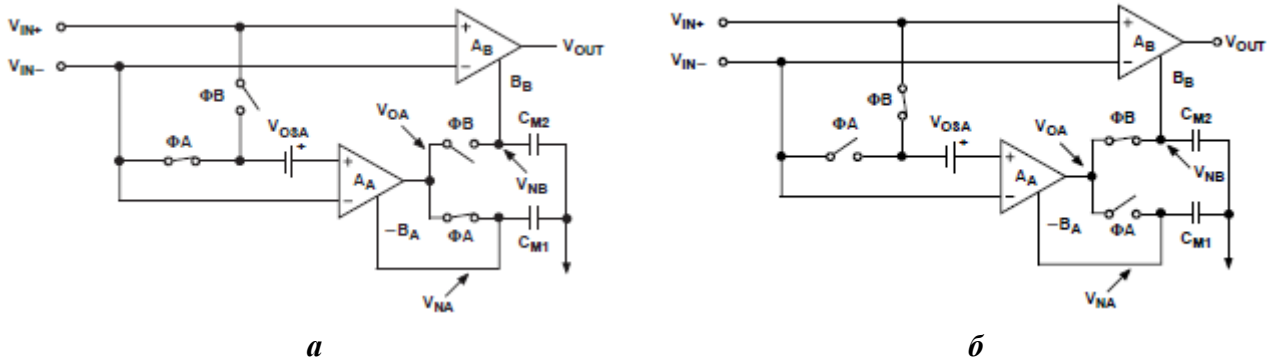 VIN+
AB
VOUT
VIN–
BB
ΦB
VOSA
+
VOA
ΦB
CM2
ΦA
AA
VNB
–BA
ΦA
CM1
VNA
а
VIN+
AB
VOUT
VIN–
BB
ΦB
ΦA
VOSA
+
VOA
ΦB
CM2
AA
VNB
–BA
ΦA
CM1
VNA
б